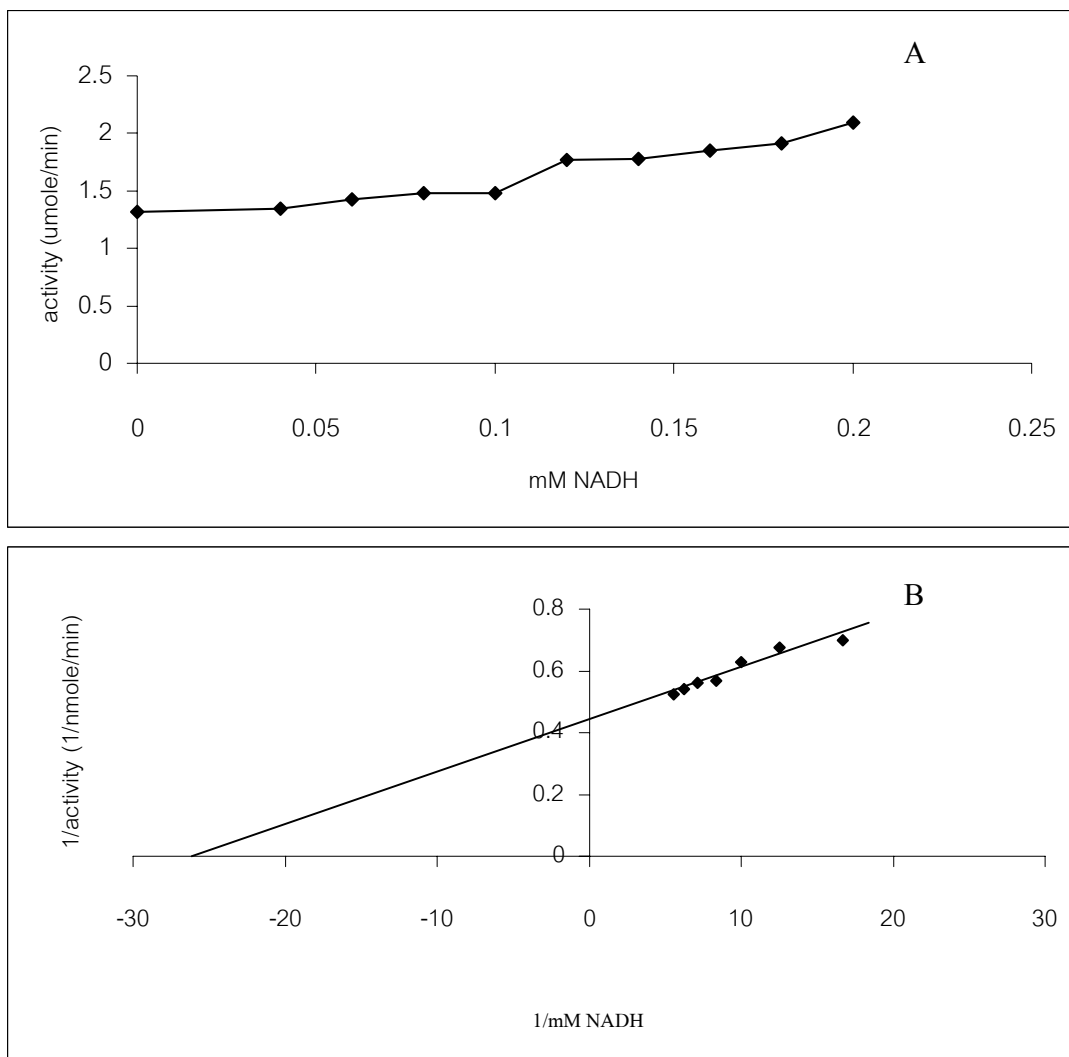 A
2.5
2
1.5
1
0.5
0
activity (umole/min)
0 0.05 0.1 0.15 0.2 0.25
mM NADH
B
0.8
0.6
0.4
0.2
0
1/activity (1/nmole/min)
-30 -20 -10 0 10 20 30
1/mM NADH